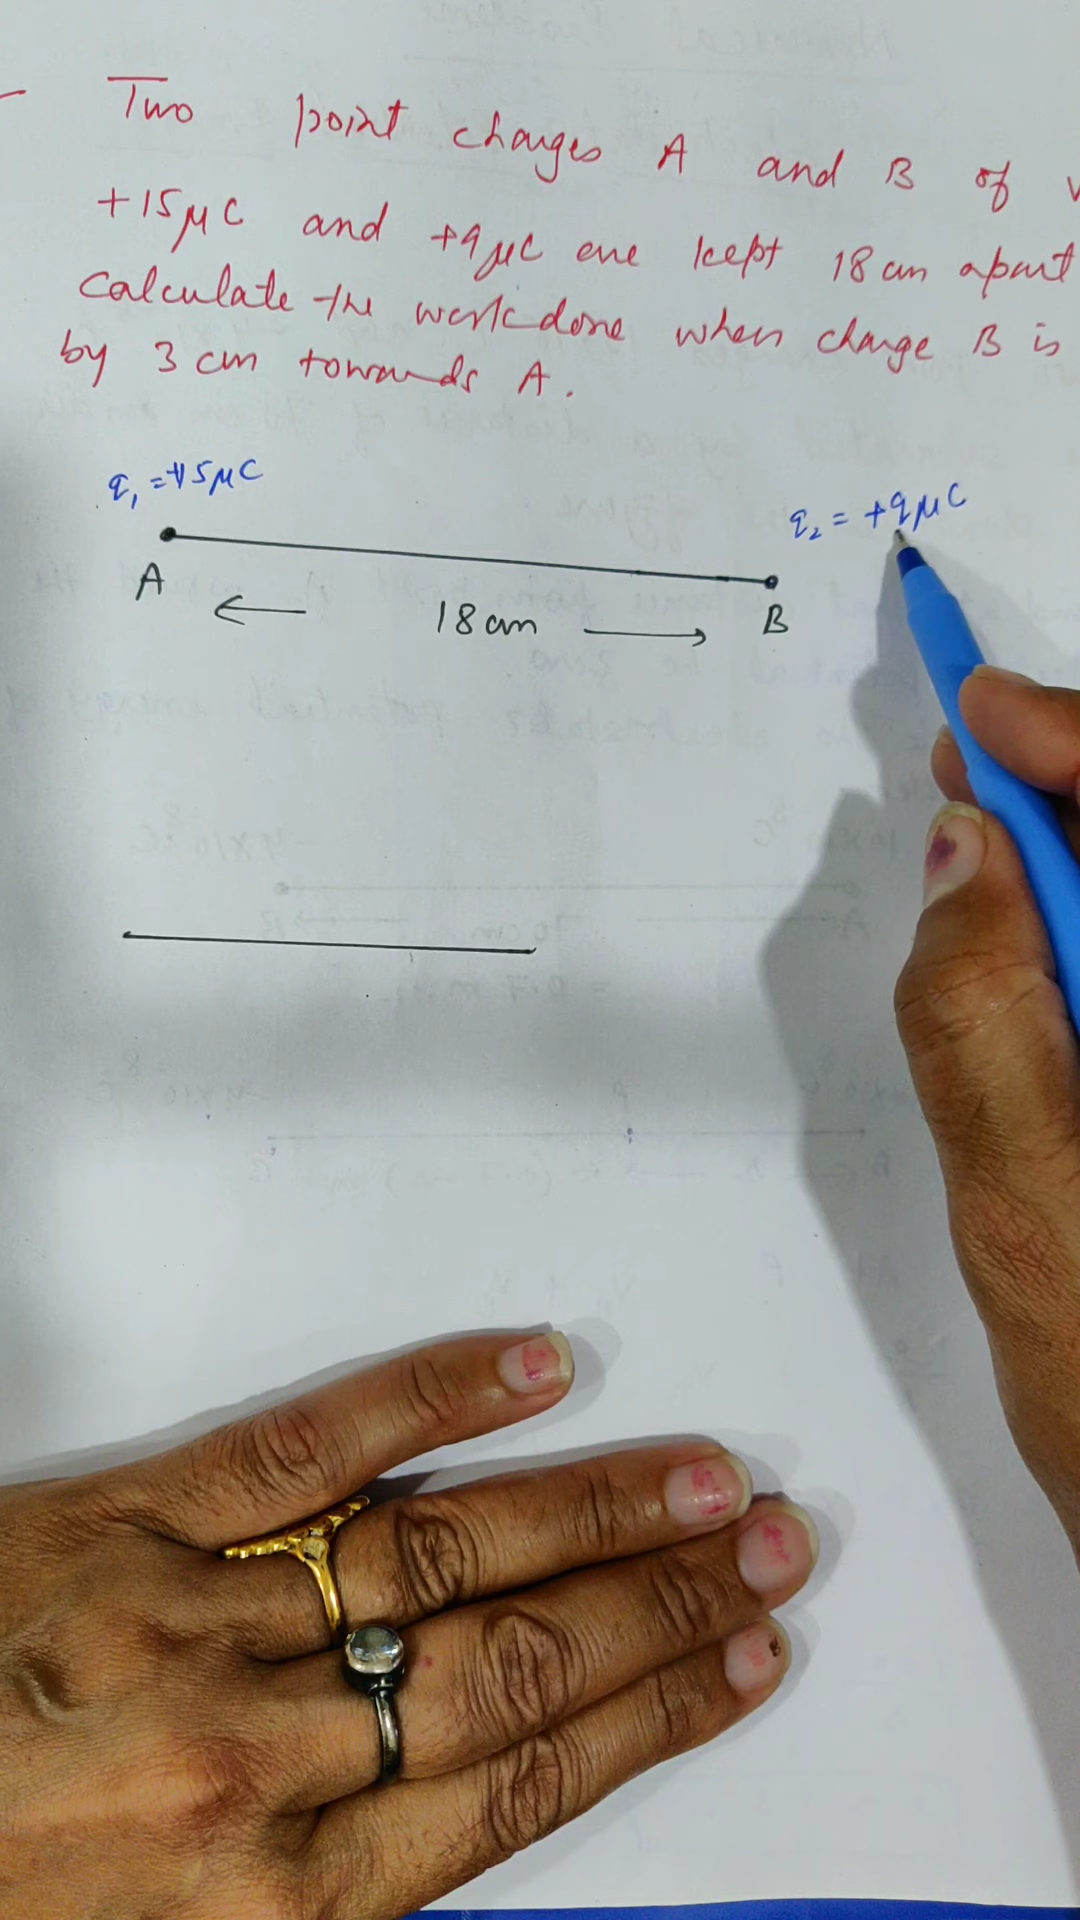 Two point charges A and B of
+15μC and +9μC are kept 18 cm apart
Calculate the work done when charge B is
by 3 cm towards A.
q₁ = +15μC
q₂ = +9μC
A
B
18 cm